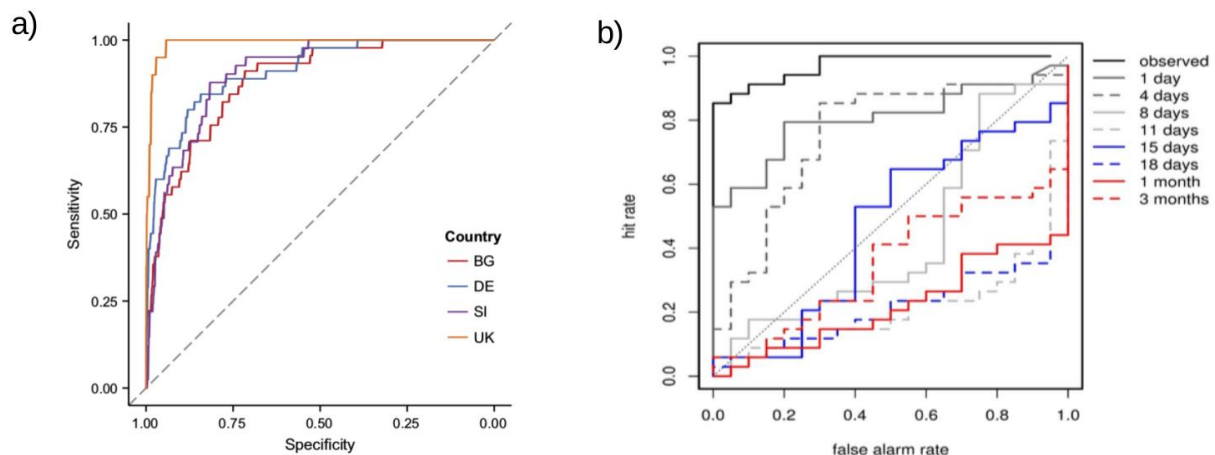 a)
1.00
0.75
0.50
0.25
0.00
Sensitivity
1.00 0.75 0.50 0.25 0.00
Specificity
Country
BG
DE
SI
UK
b)
1.0
0.8
0.6
0.4
0.2
0.0
hit rate
0.0 0.2 0.4 0.6 0.8 1.0
false alarm rate
observed
1 day
4 days
8 days
11 days
15 days
18 days
1 month
3 months